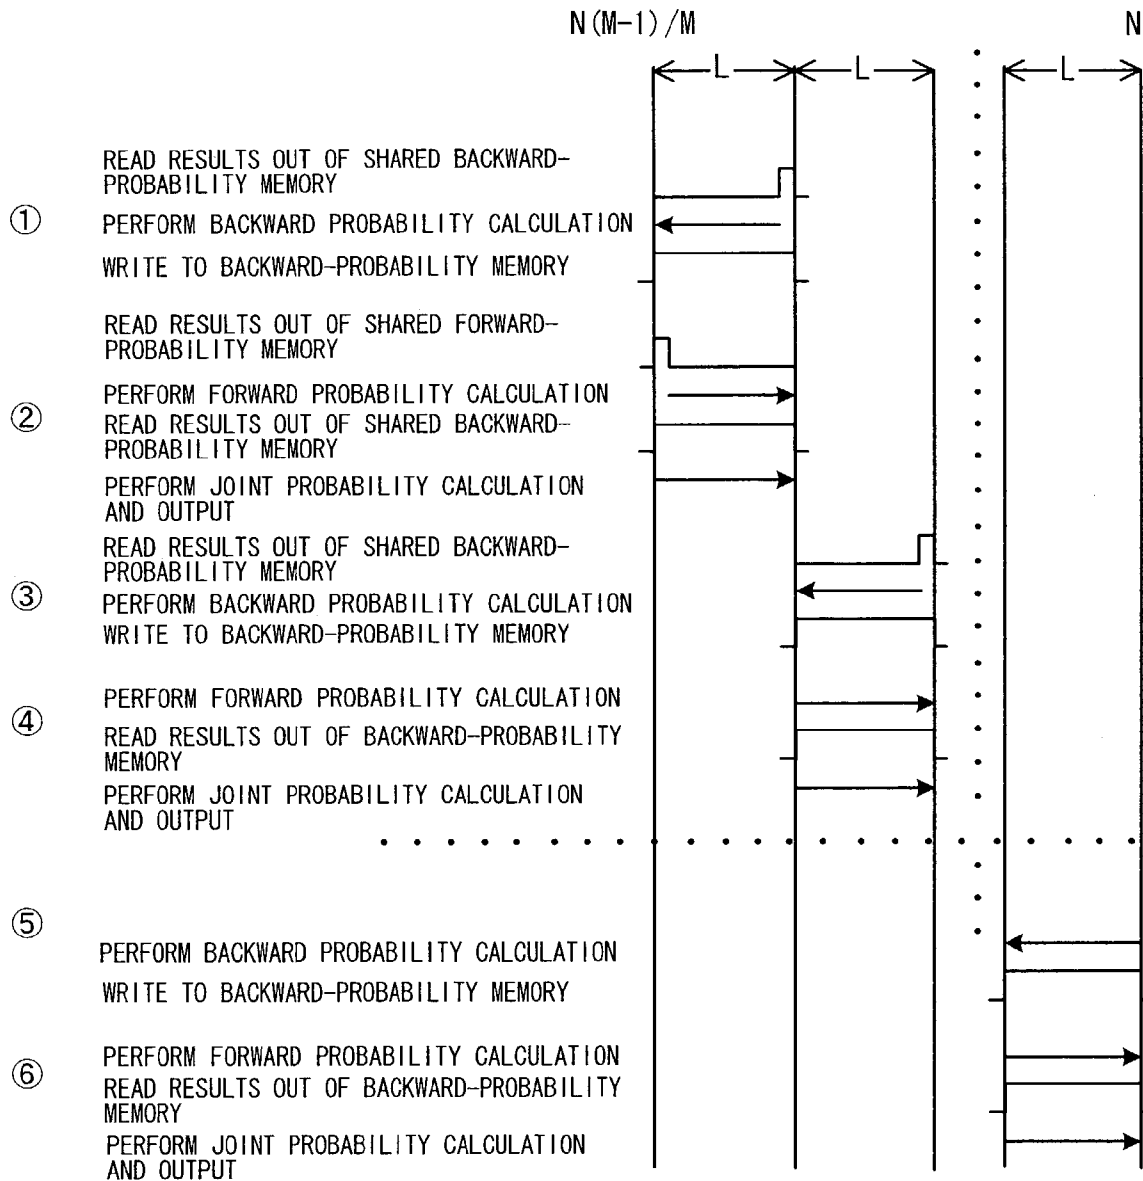 N(M-1)/M
N
L
L
L
READ RESULTS OUT OF SHARED BACKWARD-
PROBABILITY MEMORY
①
PERFORM BACKWARD PROBABILITY CALCULATION
WRITE TO BACKWARD-PROBABILITY MEMORY
READ RESULTS OUT OF SHARED FORWARD-
PROBABILITY MEMORY
PERFORM FORWARD PROBABILITY CALCULATION
②
READ RESULTS OUT OF SHARED BACKWARD-
PROBABILITY MEMORY
PERFORM JOINT PROBABILITY CALCULATION
AND OUTPUT
READ RESULTS OUT OF SHARED BACKWARD-
PROBABILITY MEMORY
③
PERFORM BACKWARD PROBABILITY CALCULATION
WRITE TO BACKWARD-PROBABILITY MEMORY
PERFORM FORWARD PROBABILITY CALCULATION
④
READ RESULTS OUT OF BACKWARD-PROBABILITY
MEMORY
PERFORM JOINT PROBABILITY CALCULATION
AND OUTPUT
⑤
PERFORM BACKWARD PROBABILITY CALCULATION
WRITE TO BACKWARD-PROBABILITY MEMORY
PERFORM FORWARD PROBABILITY CALCULATION
⑥
READ RESULTS OUT OF BACKWARD-PROBABILITY
MEMORY
PERFORM JOINT PROBABILITY CALCULATION
AND OUTPUT